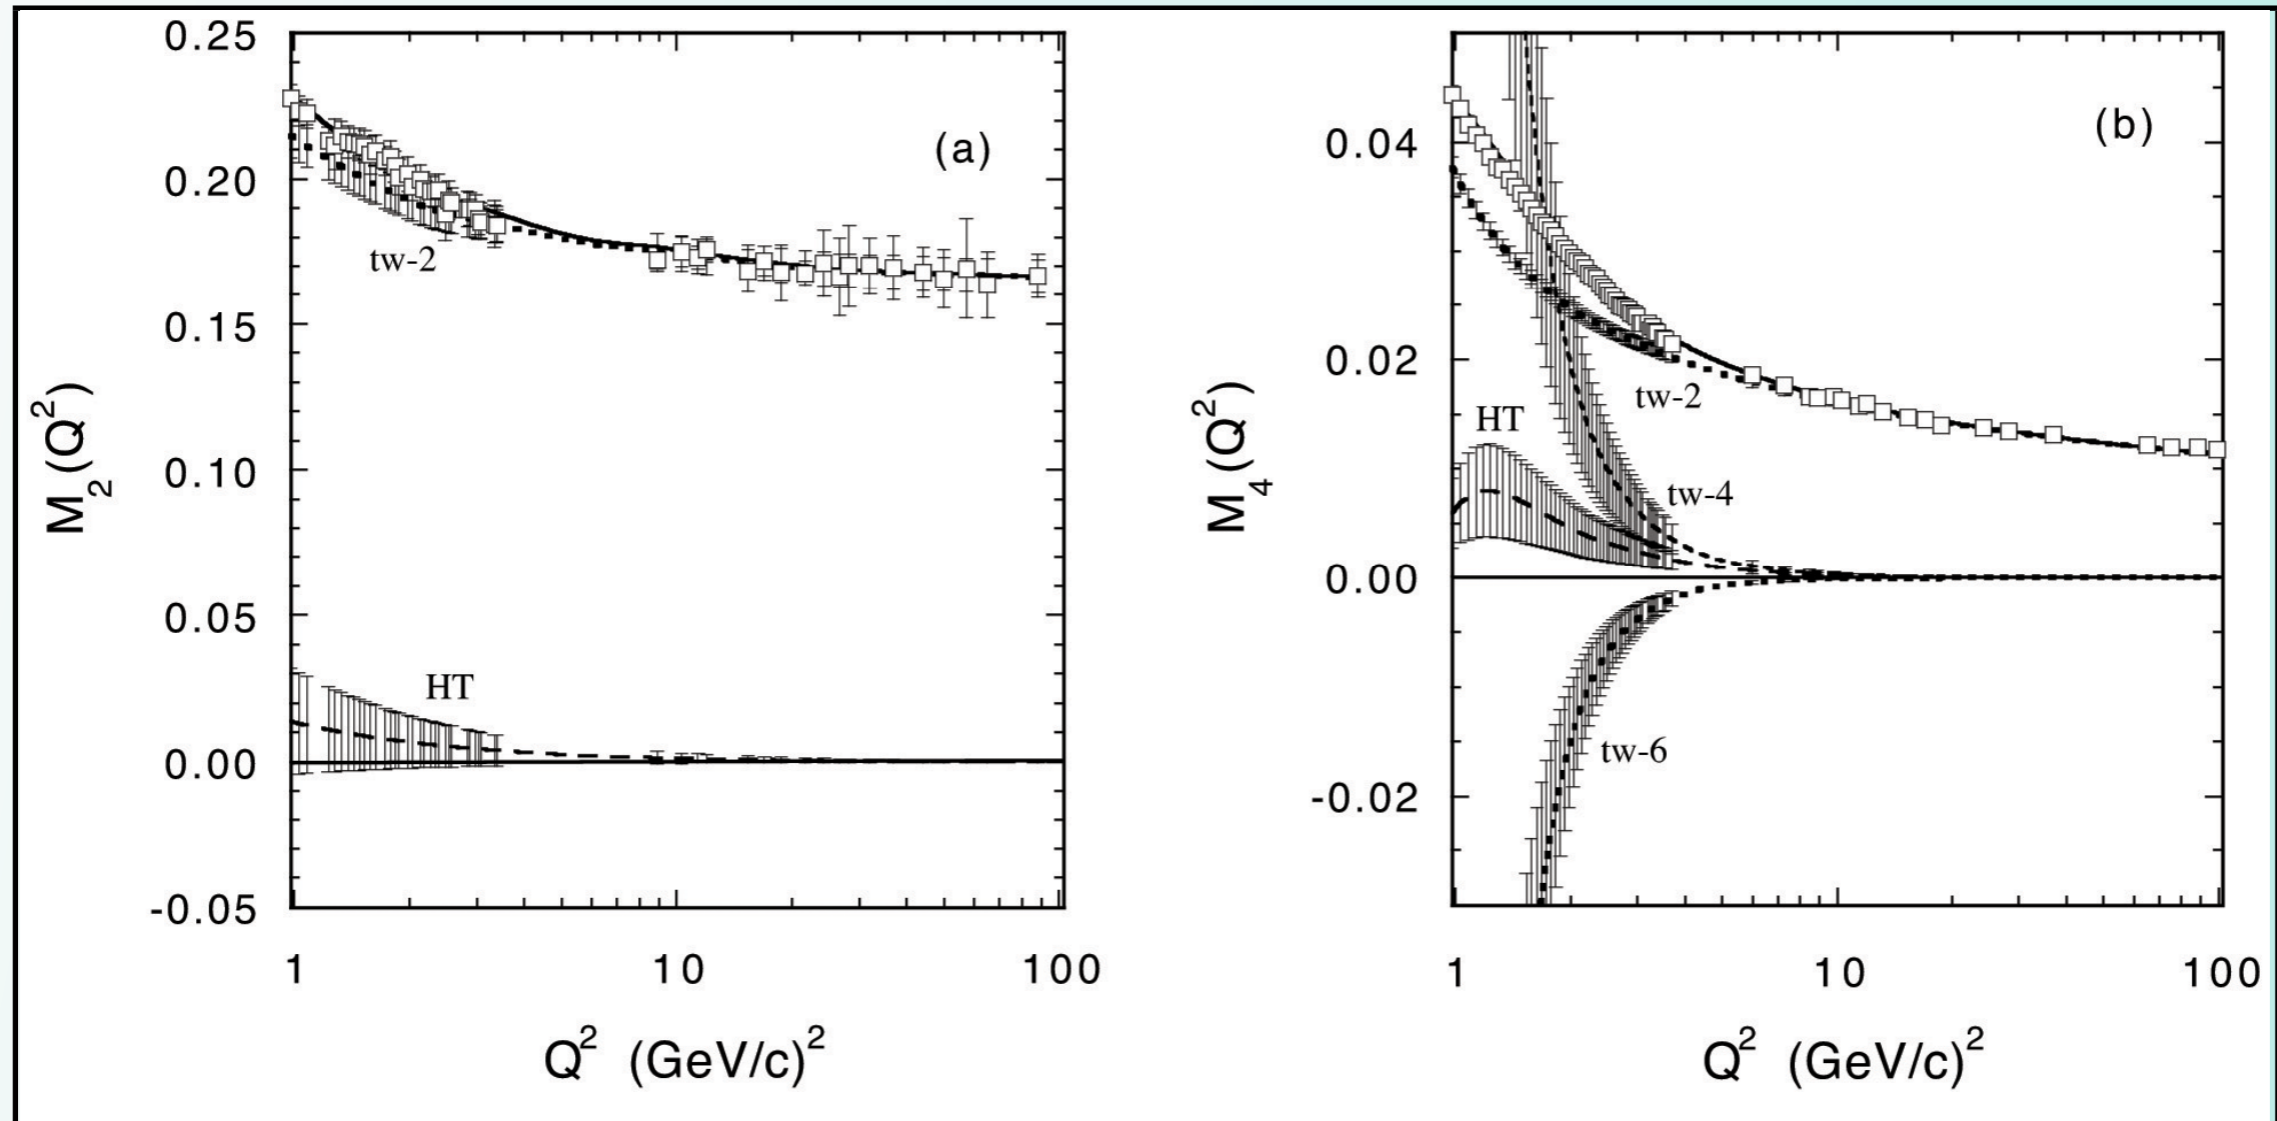 M₂(Q²)
0.25
0.20
0.15
0.10
0.05
0.00
-0.05
(a)
tw-2
HT
1 10 100
Q² (GeV/c)²
M₄(Q²)
0.04
0.02
0.00
-0.02
(b)
tw-2
HT
tw-4
tw-6
1 10 100
Q² (GeV/c)²